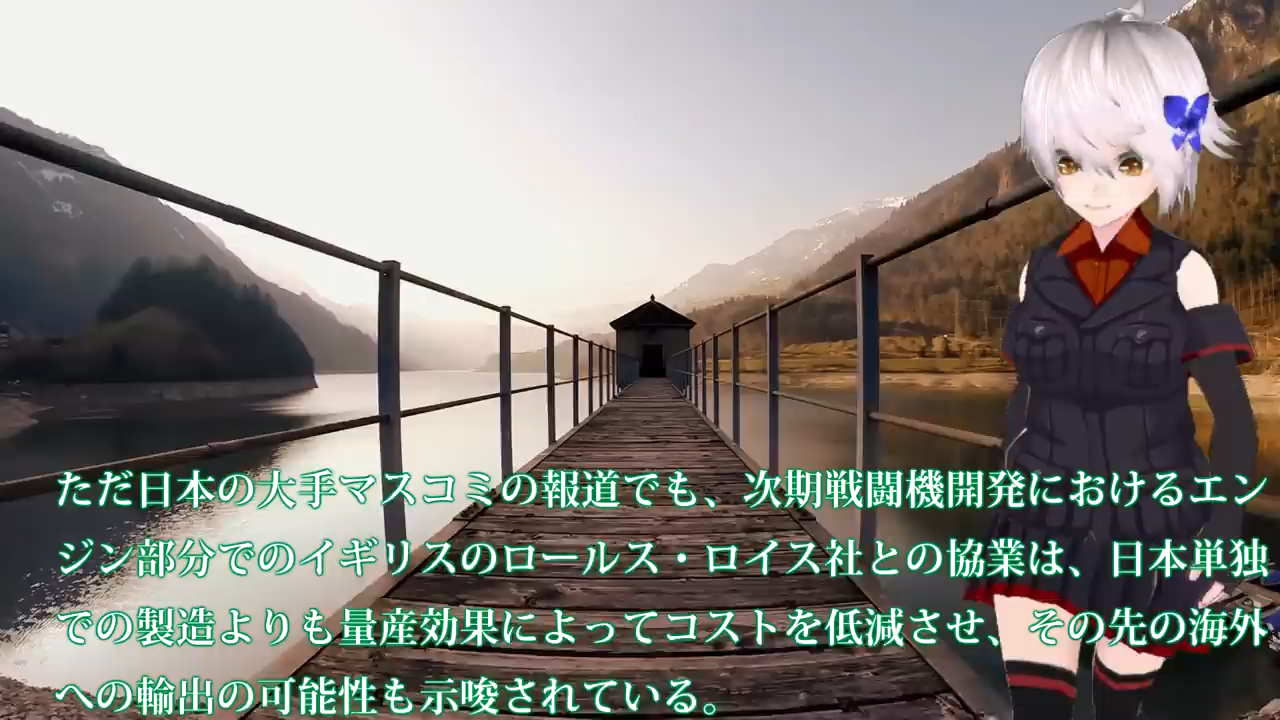 ただ日本の大手マスコミの報道でも、次期戦闘機開発におけるエン
ジン部分でのイギリスのロールス・ロイス社との協業は、日本単独
での製造よりも量産効果によってコストを低減させ、その先の海外
への輸出の可能性も示唆されている。